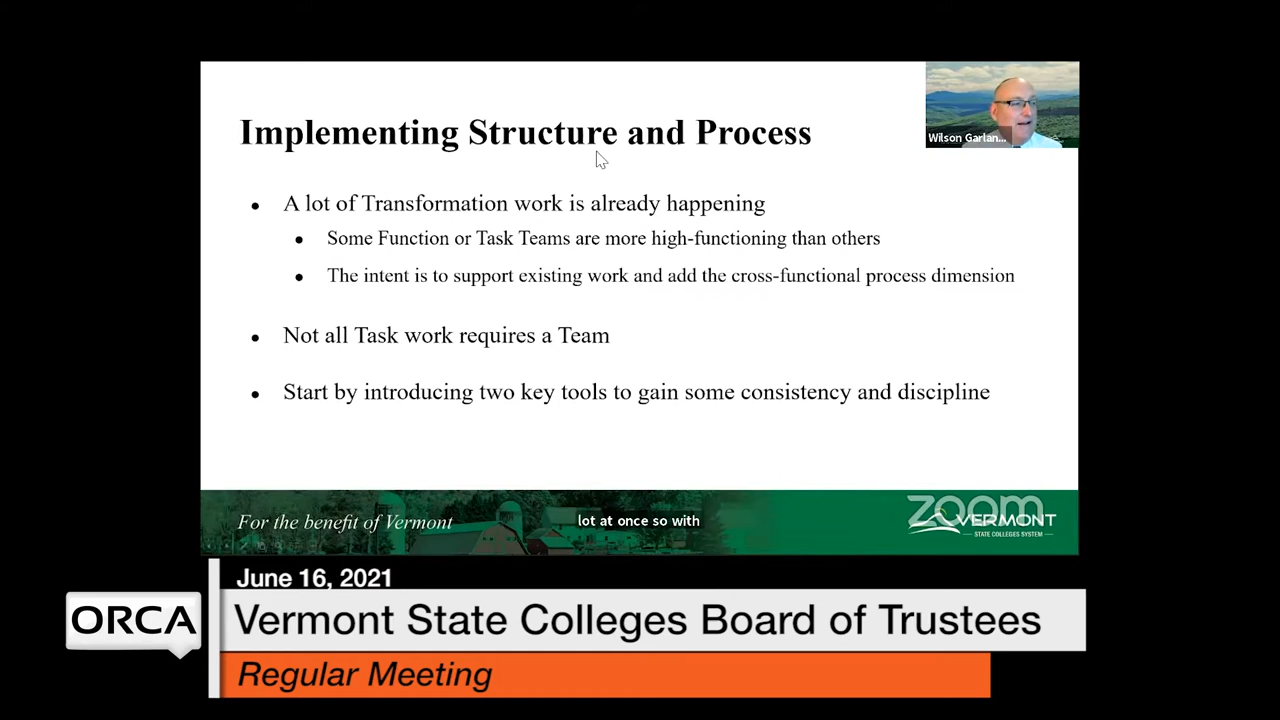 Implementing Structure and Process
Wilson Garlan...
• A lot of Transformation work is already happening
• Some Function or Task Teams are more high-functioning than others
• The intent is to support existing work and add the cross-functional process dimension
• Not all Task work requires a Team
• Start by introducing two key tools to gain some consistency and discipline
For the benefit of Vermont
lot at once so with
zoom
VERMONT
STATE COLLEGES SYSTEM
June 16, 2021
ORCA
Vermont State Colleges Board of Trustees
Regular Meeting